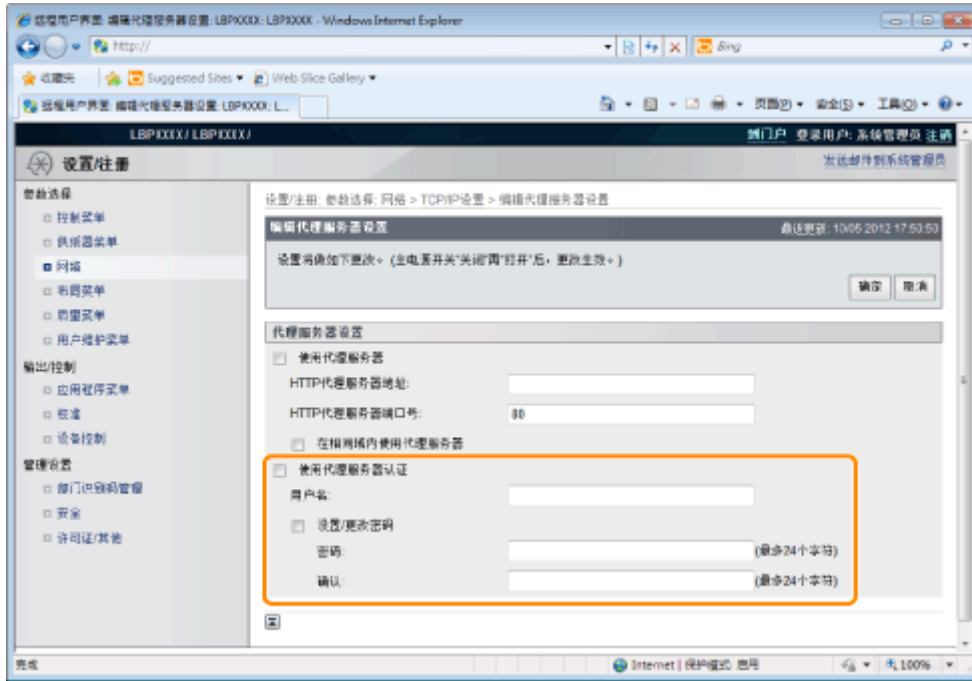 远程用户界面: 编辑代理服务器设置: LBPXXXX: LBPXXXX - Windows Internet Explorer
http://
Bing
收藏夹 Suggested Sites Web Slice Gallery
远程用户界面: 编辑代理服务器设置: LBPXXXX: L...
页面(P) 安全(S) 工具(O)
LBPXXXX/ LBPXXXX/
到门户 登录用户: 系统管理员 注销
设置/注册
发送邮件到系统管理员
参数选择
控制菜单
供纸器菜单
网络
布局菜单
质量菜单
用户维护菜单
输出/控制
应用程序菜单
校准
设备控制
管理设置
部门识别码管理
安全
许可证/其他
设置/注册: 参数选择: 网络 > TCP/IP设置 > 编辑代理服务器设置
编辑代理服务器设置
最近更新: 10/05 2012 17:50:50
设置将做如下更改。(主电源开关"关闭"再"打开"后，更改生效。)
确定 取消
代理服务器设置
使用代理服务器
HTTP代理服务器地址:
HTTP代理服务器端口号: 80
在相同域内使用代理服务器
使用代理服务器认证
用户名:
设置/更改密码
密码: (最多24个字符)
确认: (最多24个字符)
完成
Internet | 保护模式: 启用
100%